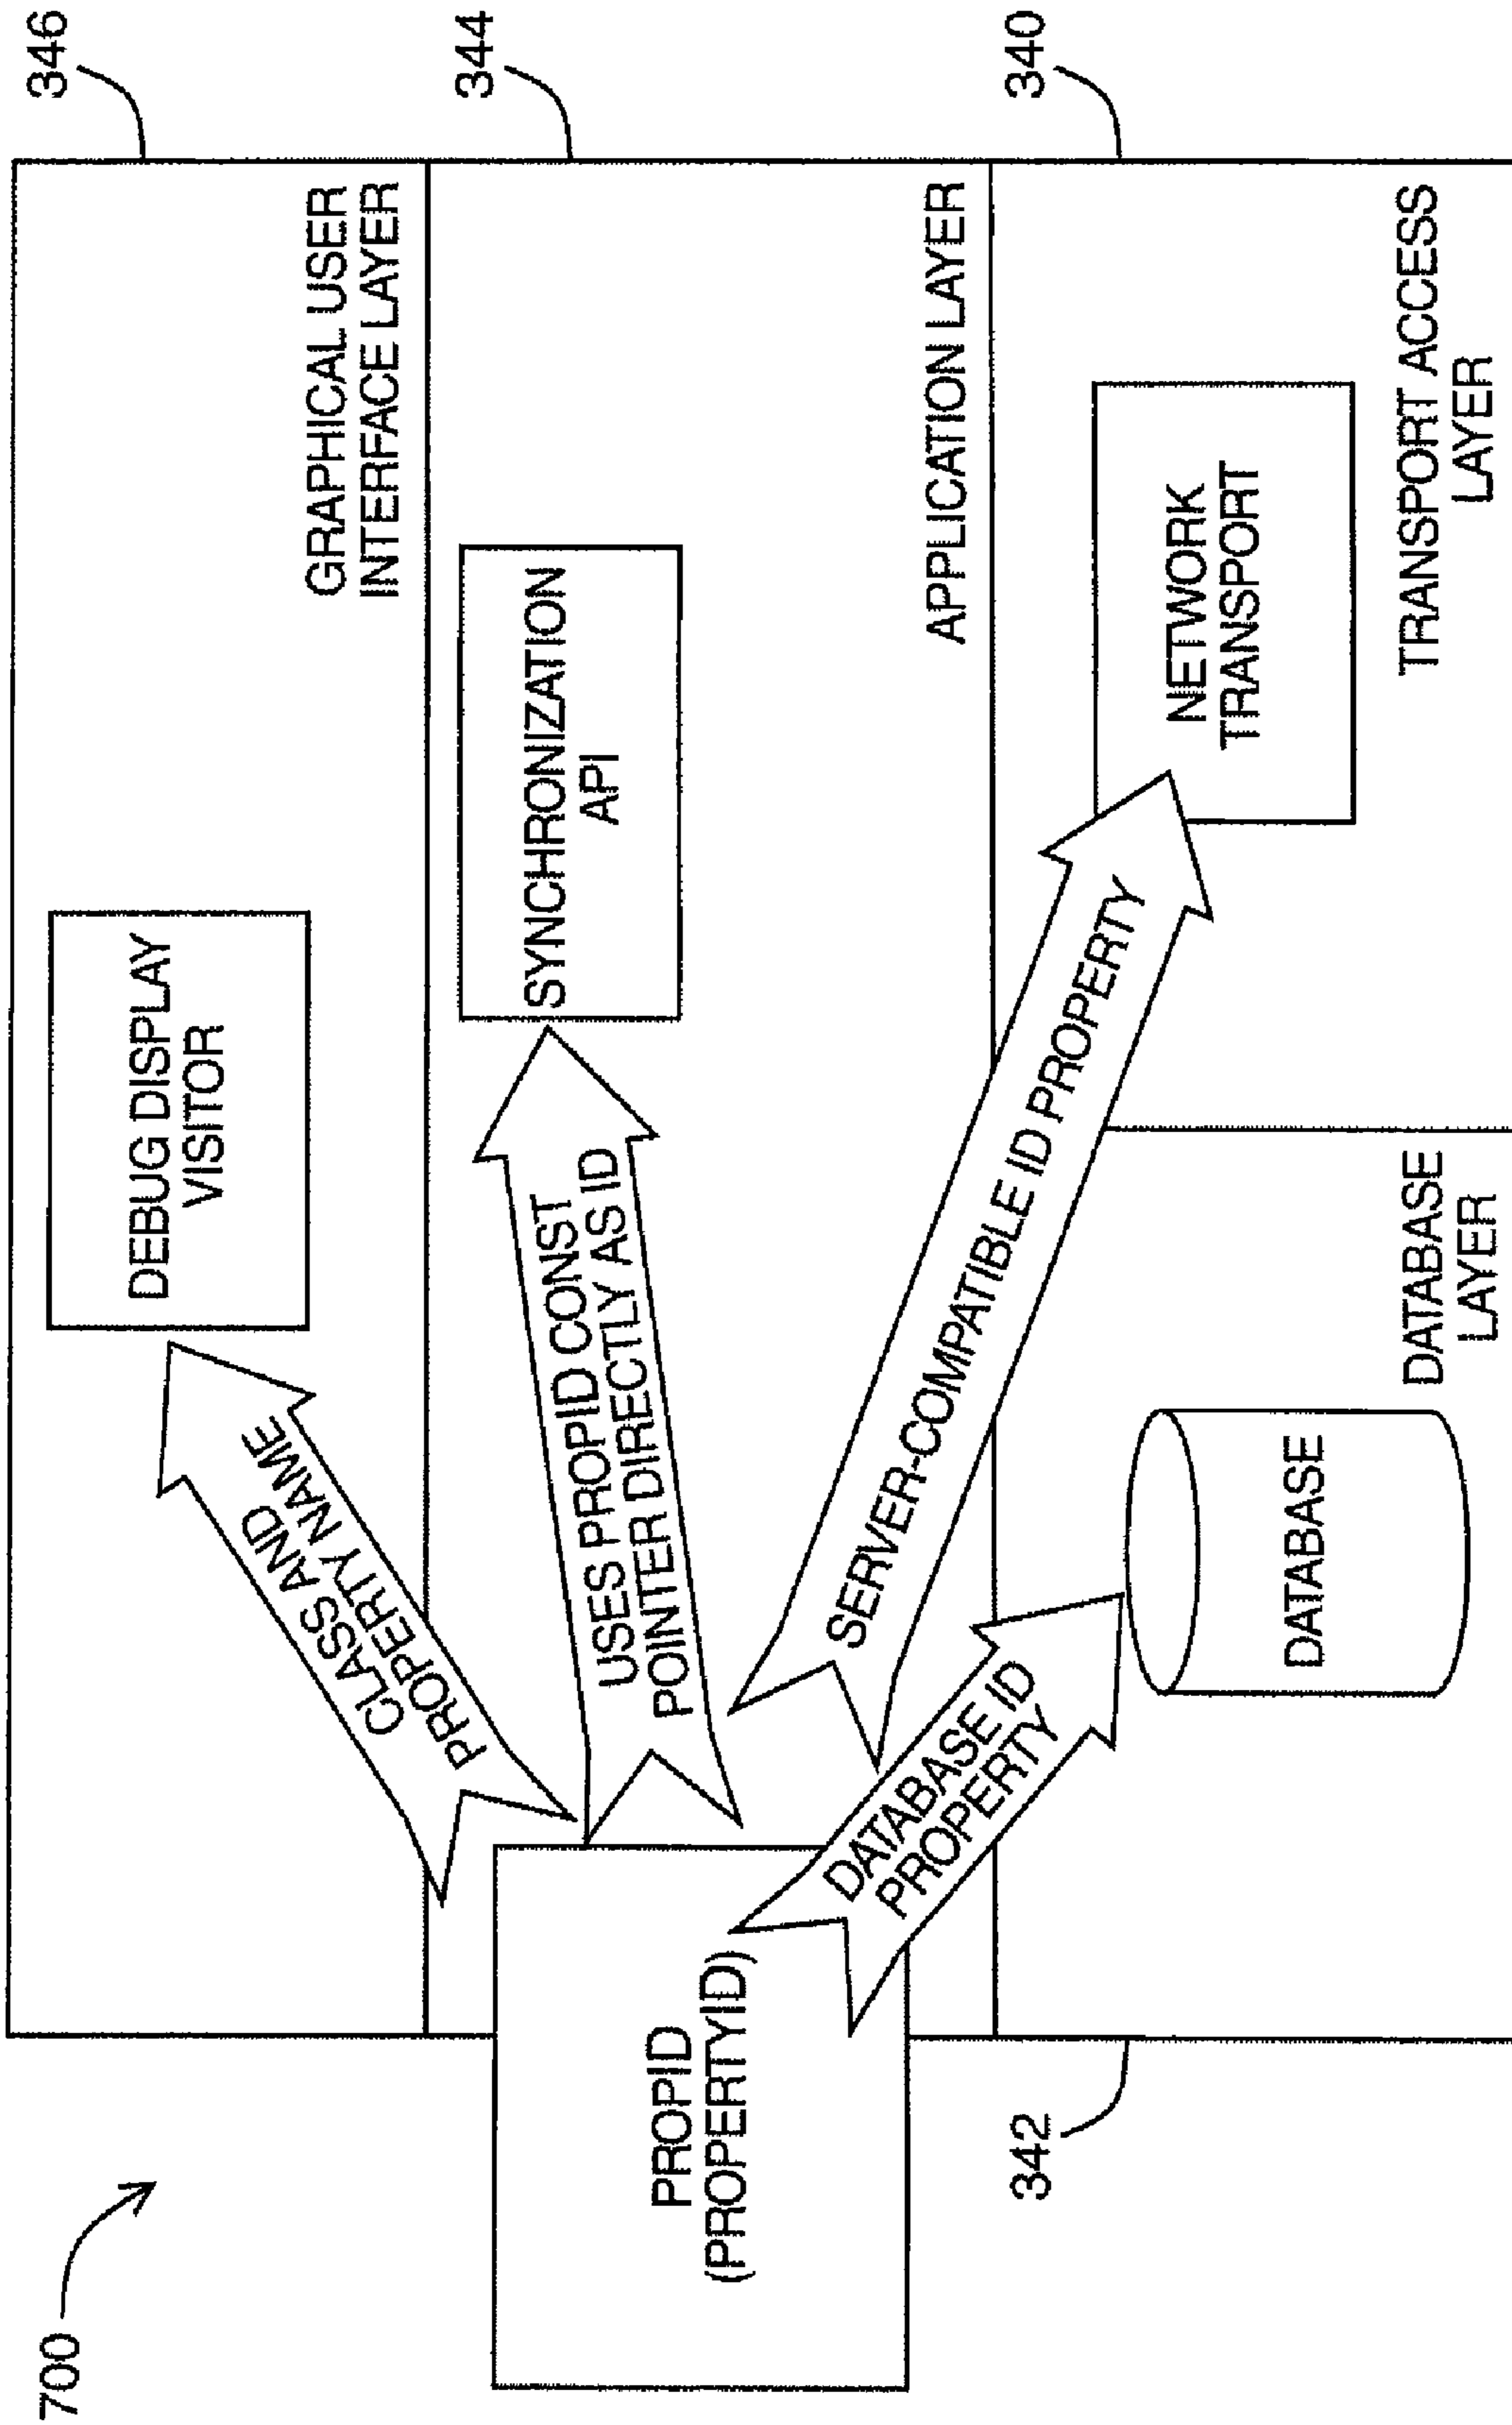 700
346
DEBUG DISPLAY
VISITOR
GRAPHICAL USER
INTERFACE LAYER
CLASS AND
PROPERTY NAME
344
SYNCHRONIZATION
API
USES PROPID CONST
POINTER DIRECTLY AS ID
PROPID
(PROPERTYID)
APPLICATION LAYER
SERVER-COMPATIBLE ID PROPERTY
DATABASE ID
PROPERTY
342
340
DATABASE
DATABASE
LAYER
NETWORK
TRANSPORT
TRANSPORT ACCESS
LAYER